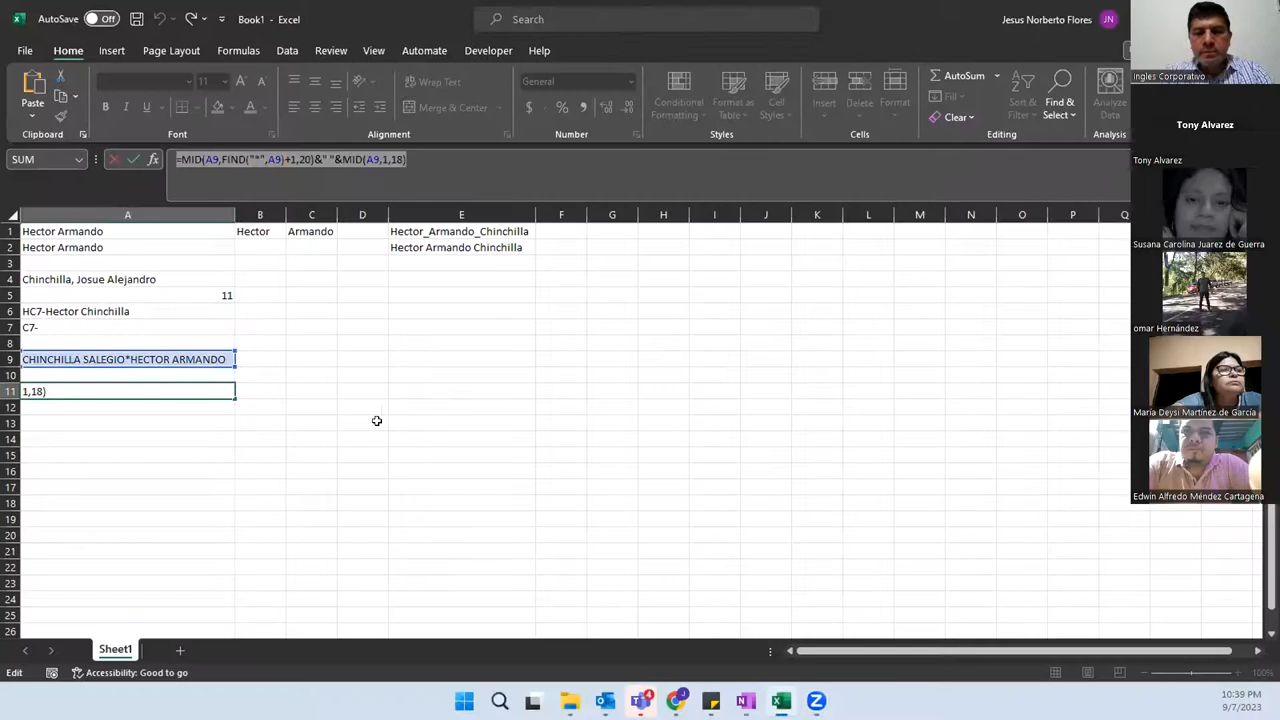 AutoSave Off Book1 - Excel Search Jesus Norberto Flores JN
File Home Insert Page Layout Formulas Data Review View Automate Developer Help
Paste 11 Wrap Text General Conditional Formatting Format as Table Cell Styles Insert Delete Format AutoSum Fill Clear Sort & Filter Find & Select Analyze Data
Merge & Center
Clipboard Font Alignment Number Styles Cells Editing Analysis
SUM =MID(A9,FIND("*",A9)+1,20)&" "&MID(A9,1,18)
A B C D E F G H I J K L M N O P Q
1 Hector Armando Hector Armando Hector_Armando_Chinchilla
2 Hector Armando Hector Armando Chinchilla
3
4 Chinchilla, Josue Alejandro
5 11
6 HC7-Hector Chinchilla
7 C7-
8
9 CHINCHILLA SALEGIO*HECTOR ARMANDO
10
11 1,18)
12
13
14
15
16
17
18
19
20
21
22
23
24
25
26
Sheet1
Edit Accessibility: Good to go 100%
ingles Corporativo
Tony Alvarez
Tony Alvarez
Susana Carolina Juarez de Guerra
omar Hernández
María Deysi Martínez de García
Edwin Alfredo Méndez Cartagena
4
10:39 PM
9/7/2023